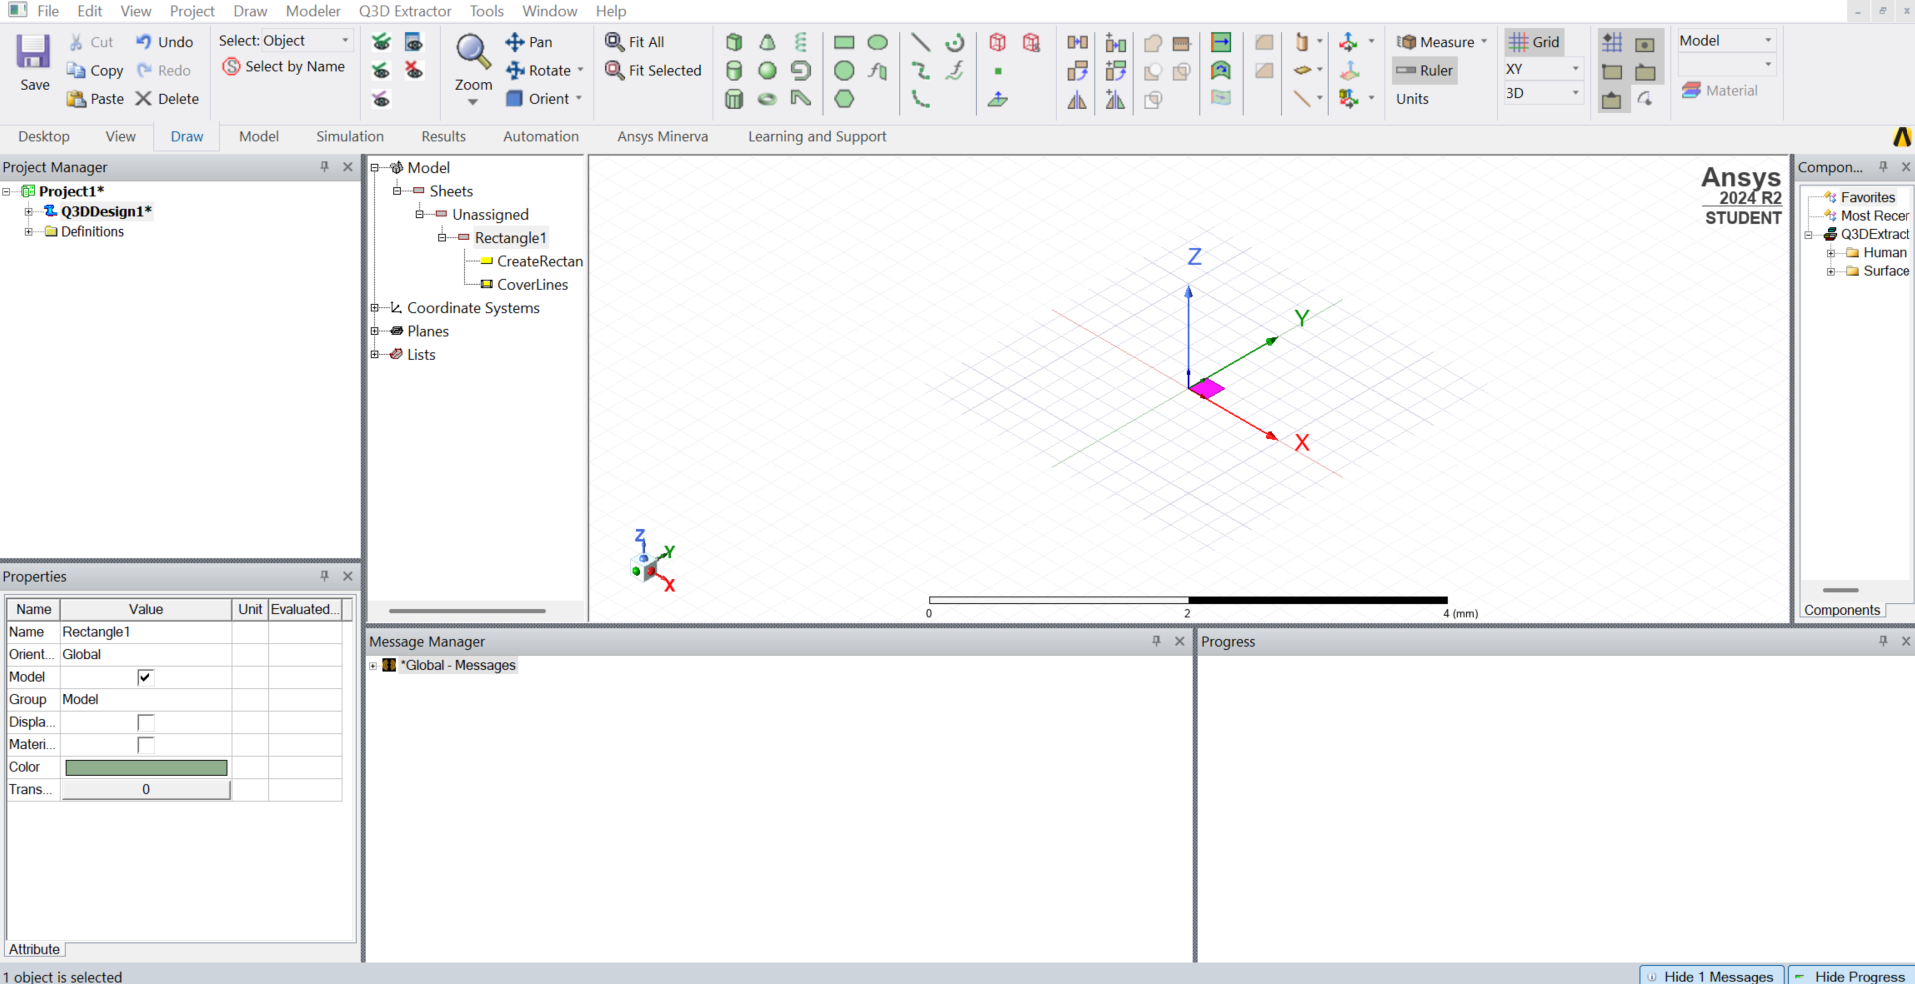 File Edit View Project Draw Modeler Q3D Extractor Tools Window Help
Save
Cut
Copy
Paste
Undo
Redo
Delete
Select: Object
Select by Name
Zoom
Pan
Rotate
Orient
Fit All
Fit Selected
Measure
Ruler
Units
Grid
XY
3D
Model
Material
Desktop View Draw Model Simulation Results Automation Ansys Minerva Learning and Support
Project Manager
Project1*
Q3DDesign1*
Definitions
Model
Sheets
Unassigned
Rectangle1
CreateRectan
CoverLines
Coordinate Systems
Planes
Lists
Ansys
2024 R2
STUDENT
Z
Y
X
Z
Y
X
0 2 4 (mm)
Compon...
Favorites
Most Recer
Q3DExtract
Human
Surface
Components
Properties
Name Value Unit Evaluated...
Name Rectangle1
Orient... Global
Model
Group Model
Displa...
Materi...
Color
Trans... 0
Attribute
Message Manager
*Global - Messages
Progress
1 object is selected
Hide 1 Messages
Hide Progress